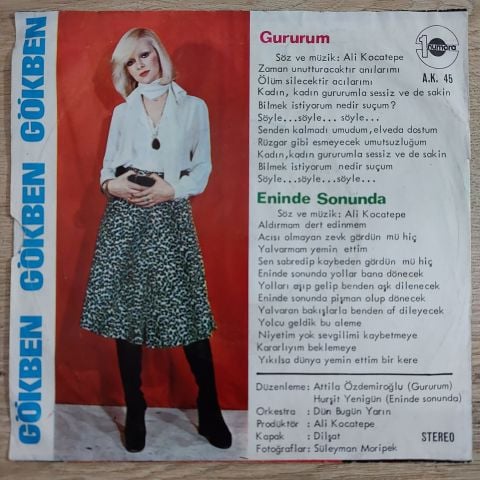 GÖKBEN GÖKBEN GÖKBEN GÖKBEN
1 numara
A.K. 45
Gururum
Söz ve müzik: Ali Kocatepe
Zaman unutturacaktır anılarımı
Ölüm silecektir acılarımı
Kadın, kadın gururumla sessiz ve de sakin
Bilmek istiyorum nedir suçum?
Söyle...söyle... söyle...
Senden kalmadı umudum,elveda dostum
Rüzgar gibi esmeyecek umutsuzluğum
Kadın,kadın gururumla sessiz ve de sakin
Bilmek istiyorum nedir suçum
Söyle...söyle...söyle...
Eninde Sonunda
Söz ve müzik: Ali Kocatepe
Aldırmam dert edinmem
Acısı olmayan zevk gördün mü hiç
Yalvarmam yemin ettim
Sen sabredip kaybeden gördün mü hiç
Eninde sonunda yollar bana dönecek
Yolları aşıp gelip benden aşk dilenecek
Eninde sonunda pişman olup dönecek
Yalvaran bakışlarla benden af dileyecek
Yolcu geldik bu aleme
Niyetim yok sevgilimi kaybetmeye
Kararlıyım beklemeye
Yıkılsa dünya yemin ettim bir kere
Düzenleme: Attila Özdemiroğlu (Gururum)
Hurşit Yenigün (Eninde sonunda)
Orkestra : Dün Bugün Yarın
Prodüktör : Ali Kocatepe
Kapak : Dilşat
Fotoğraflar: Süleyman Moripek
STEREO